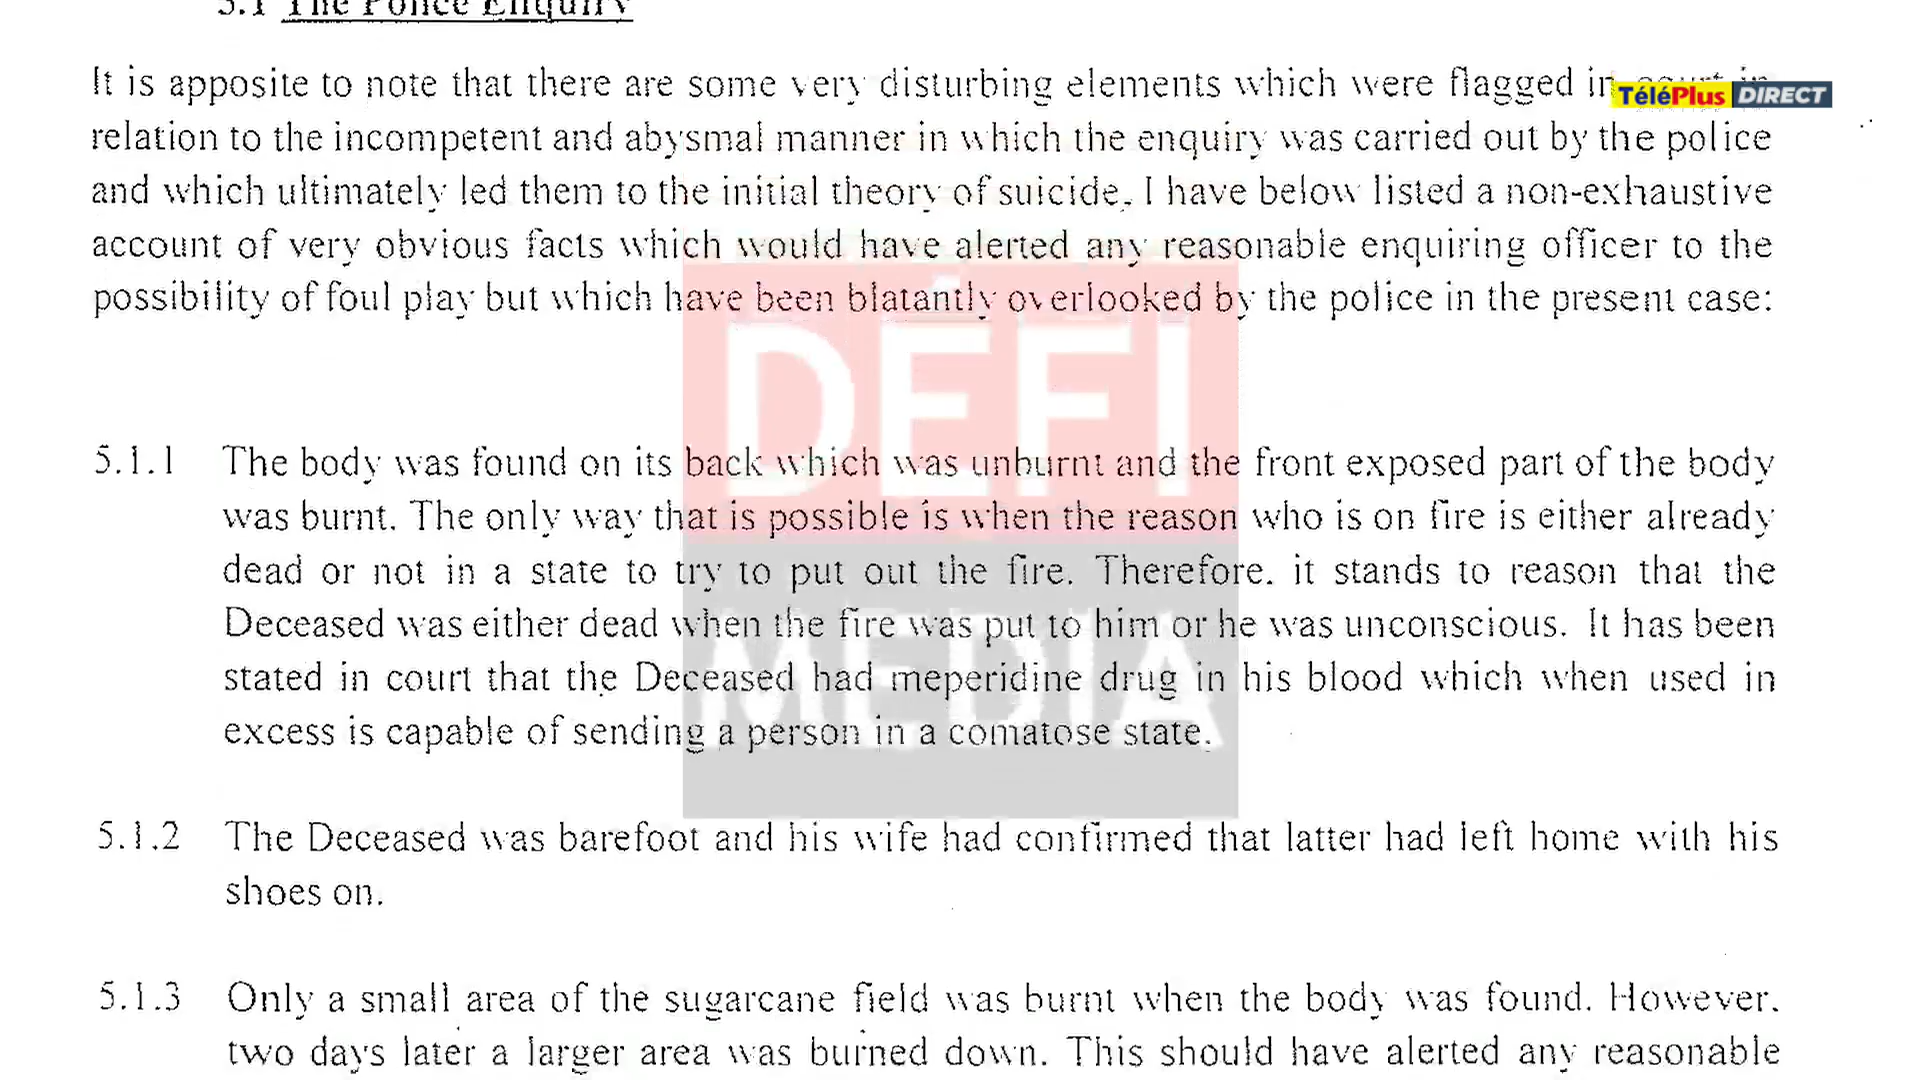 5.1 The Police Enquiry
TéléPlus DIRECT
It is apposite to note that there are some very disturbing elements which were flagged in court in
relation to the incompetent and abysmal manner in which the enquiry was carried out by the police
and which ultimately led them to the initial theory of suicide. I have below listed a non-exhaustive
account of very obvious facts which would have alerted any reasonable enquiring officer to the
possibility of foul play but which have been blatantly overlooked by the police in the present case:
DÉFI
MEDIA
5.1.1 The body was found on its back which was unburnt and the front exposed part of the body
was burnt. The only way that is possible is when the reason who is on fire is either already
dead or not in a state to try to put out the fire. Therefore, it stands to reason that the
Deceased was either dead when the fire was put to him or he was unconscious. It has been
stated in court that the Deceased had meperidine drug in his blood which when used in
excess is capable of sending a person in a comatose state.
5.1.2 The Deceased was barefoot and his wife had confirmed that latter had left home with his
shoes on.
5.1.3 Only a small area of the sugarcane field was burnt when the body was found. However,
two days later a larger area was burned down. This should have alerted any reasonable